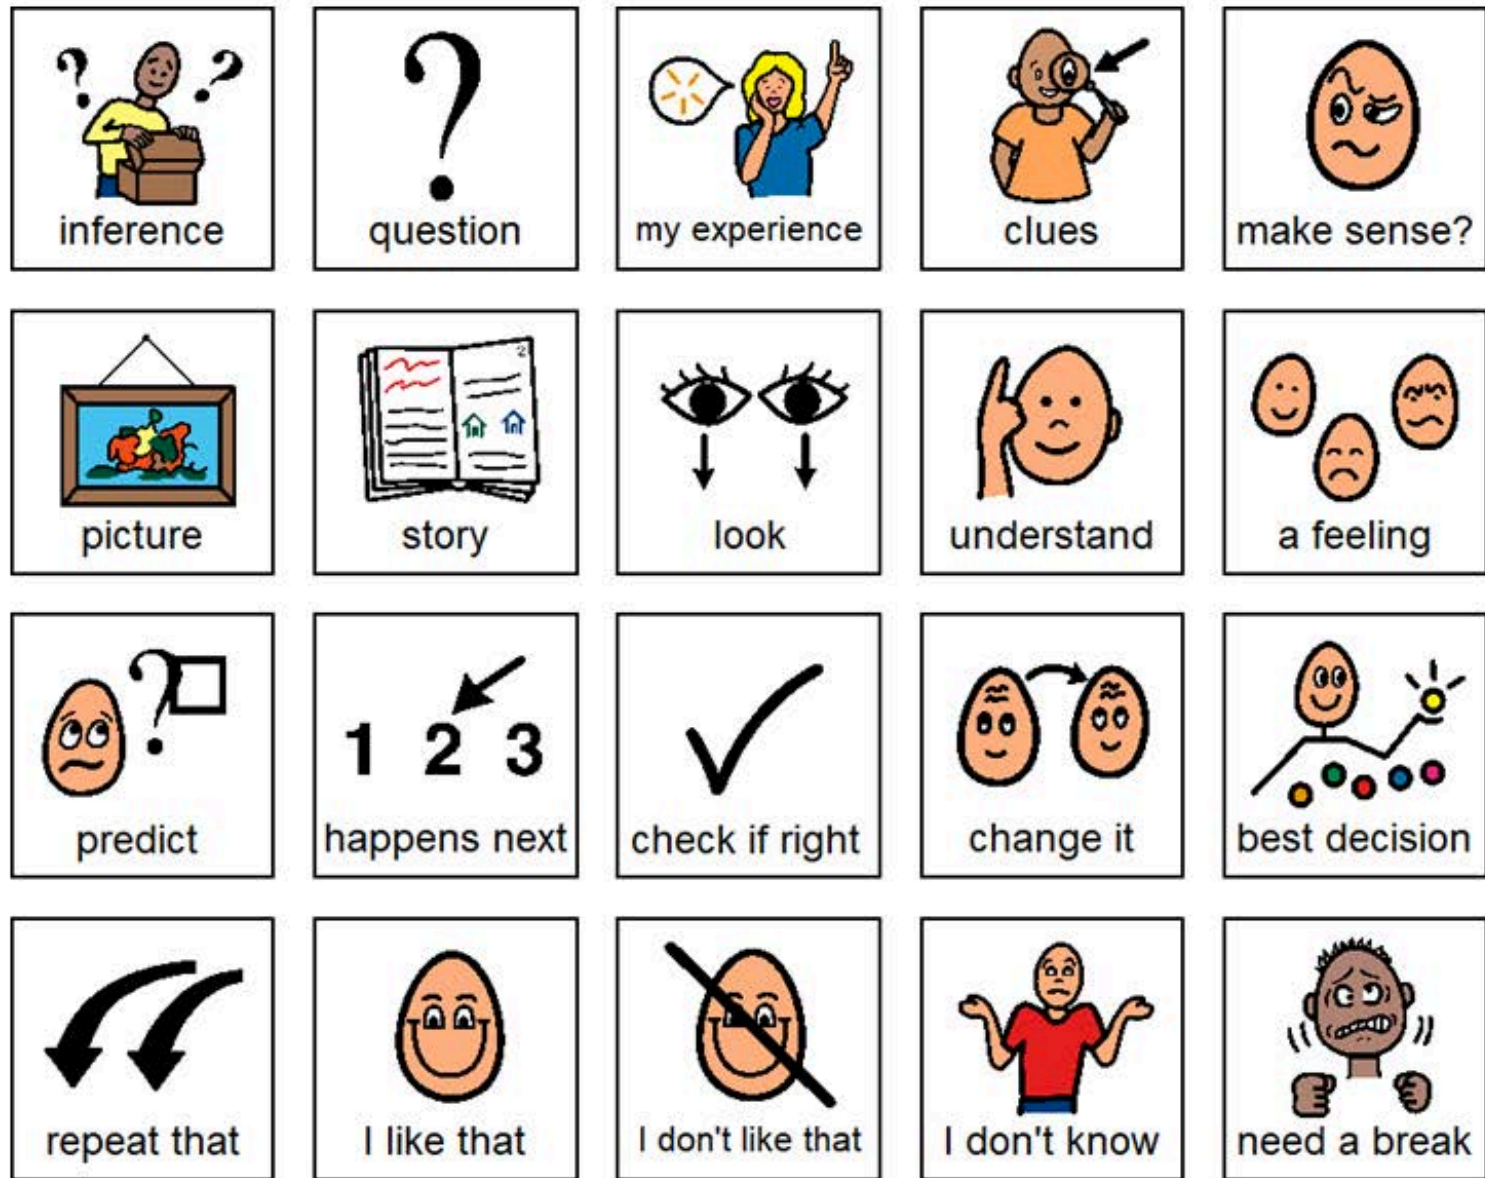 ?
?
inference
?
question
my experience
clues
make sense?
picture
2
story
look
understand
a feeling
?
predict
1 2 3
happens next
check if right
change it
best decision
repeat that
I like that
I don't like that
I don't know
need a break